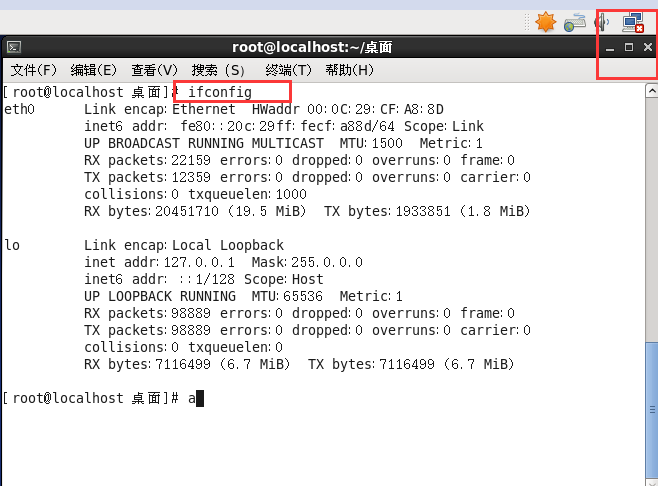 root@localhost:~/桌面
文件(F) 编辑(E) 查看(V) 搜索 (S) 终端(T) 帮助(H)
[root@localhost 桌面]# ifconfig
eth0 Link encap:Ethernet HWaddr 00:0C:29:CF:A8:8D
inet6 addr: fe80::20c:29ff:fecf:a88d/64 Scope:Link
UP BROADCAST RUNNING MULTICAST MTU:1500 Metric:1
RX packets:22159 errors:0 dropped:0 overruns:0 frame:0
TX packets:12359 errors:0 dropped:0 overruns:0 carrier:0
collisions:0 txqueuelen:1000
RX bytes:20451710 (19.5 MiB) TX bytes:1933851 (1.8 MiB)
lo Link encap:Local Loopback
inet addr:127.0.0.1 Mask:255.0.0.0
inet6 addr: ::1/128 Scope:Host
UP LOOPBACK RUNNING MTU:65536 Metric:1
RX packets:98889 errors:0 dropped:0 overruns:0 frame:0
TX packets:98889 errors:0 dropped:0 overruns:0 carrier:0
collisions:0 txqueuelen:0
RX bytes:7116499 (6.7 MiB) TX bytes:7116499 (6.7 MiB)
[root@localhost 桌面]# a